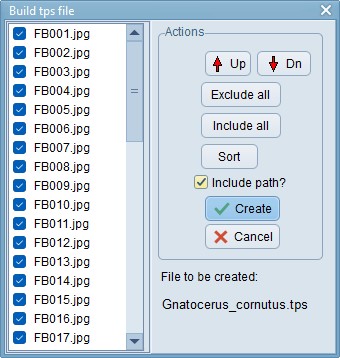 Build tps file
FB001.jpg
FB002.jpg
FB003.jpg
FB004.jpg
FB005.jpg
FB006.jpg
FB007.jpg
FB008.jpg
FB009.jpg
FB010.jpg
FB011.jpg
FB012.jpg
FB013.jpg
FB014.jpg
FB015.jpg
FB016.jpg
FB017.jpg
Actions
Up
Dn
Exclude all
Include all
Sort
Include path?
Create
Cancel
File to be created:
Gnatocerus_cornutus.tps